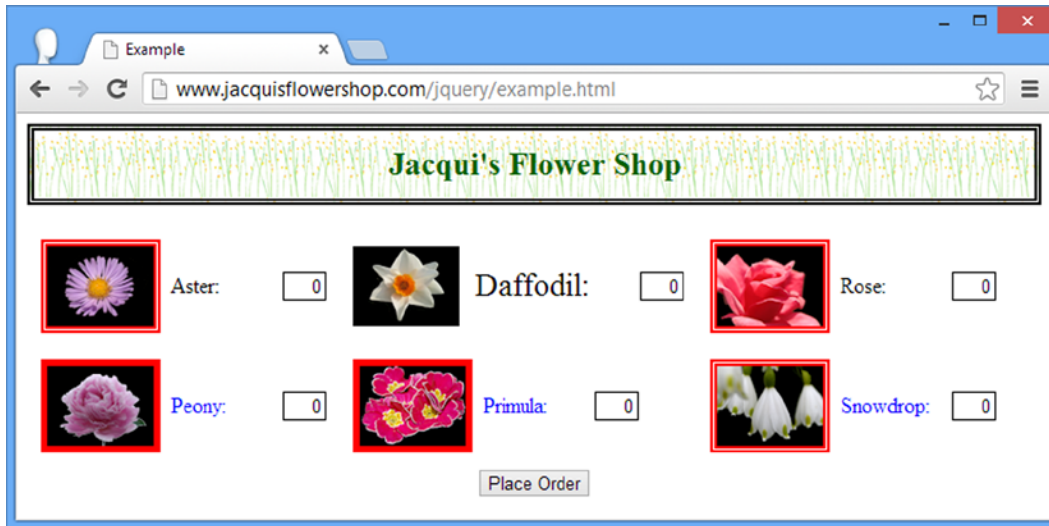 Example
www.jacquisflowershop.com/jquery/example.html
Jacqui's Flower Shop
Aster: 0 Daffodil: 0 Rose: 0
Peony: 0 Primula: 0 Snowdrop: 0
Place Order